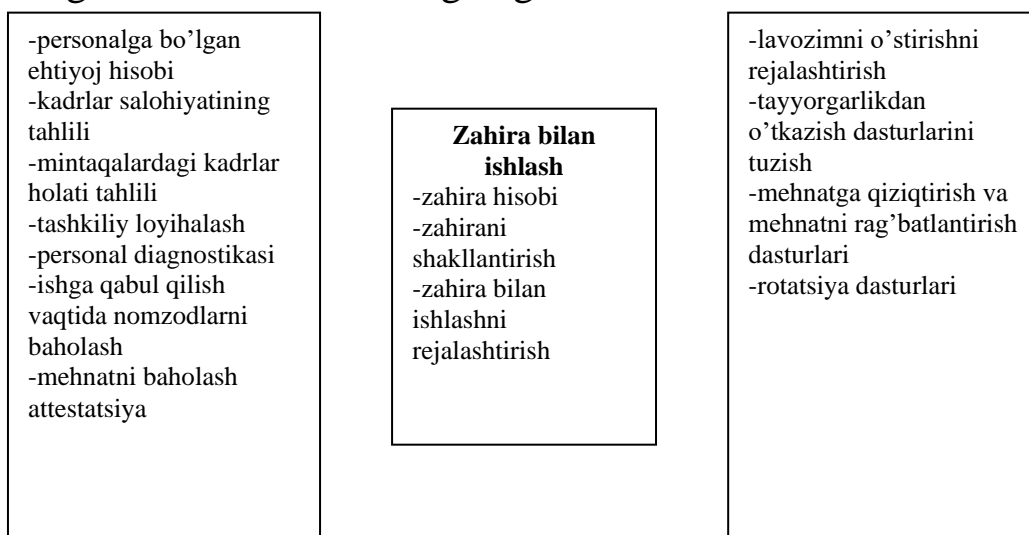 -personalga bo’lgan
ehtiyoj hisobi
-kadrlar salohiyatining
tahlili
-mintaqalardagi kadrlar
holati tahlili
-tashkiliy loyihalash
-personal diagnostikasi
-ishga qabul qilish
vaqtida nomzodlarni
baholash
-mehnatni baholash
attestatsiya
Zahira bilan
ishlash
-zahira hisobi
-zahirani
shakllantirish
-zahira bilan
ishlashni
rejalashtirish
-lavozimni o’stirishni
rejalashtirish
-tayyorgarlikdan
o’tkazish dasturlarini
tuzish
-mehnatga qiziqtirish va
mehnatni rag’batlantirish
dasturlari
-rotatsiya dasturlari